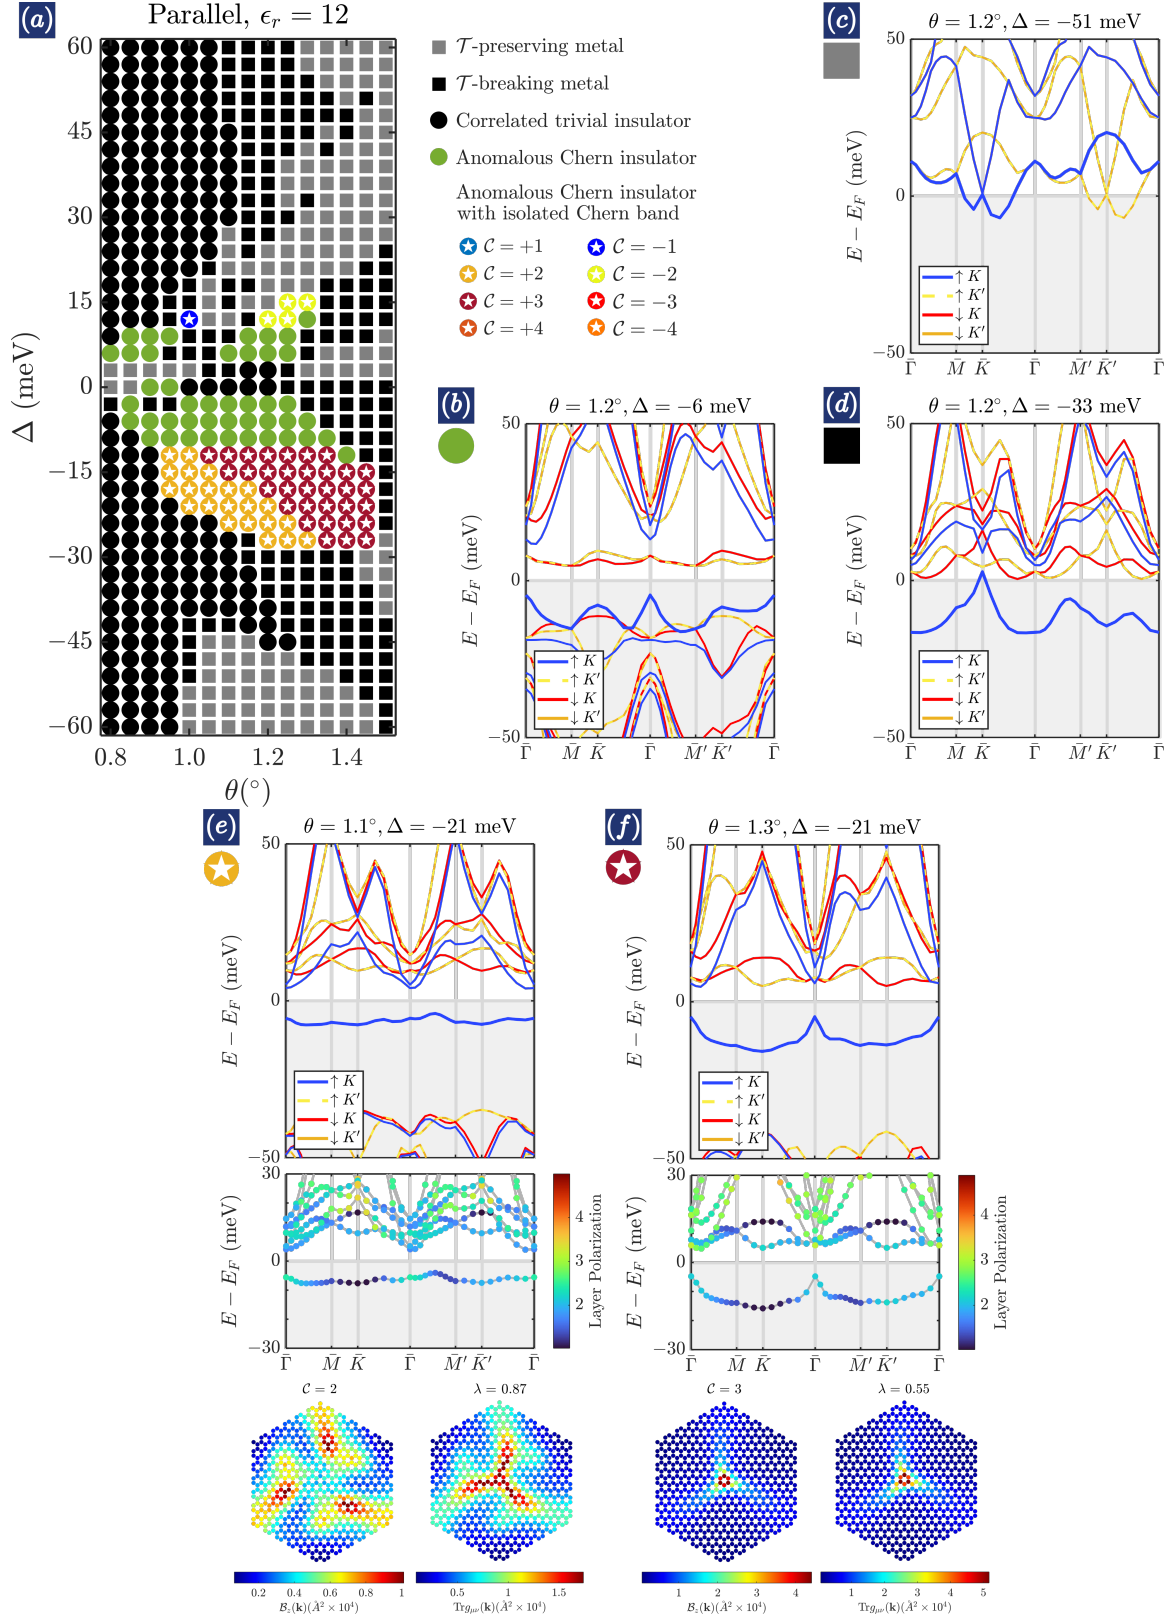 (a)
Parallel, ϵr = 12
60
45
30
15
0
−15
−30
−45
−60
Δ (meV)
0.8 1.0 1.2 1.4
θ(°)
𝒯-preserving metal
𝒯-breaking metal
Correlated trivial insulator
Anomalous Chern insulator
Anomalous Chern insulator
with isolated Chern band
𝒞 = +1 𝒞 = −1
𝒞 = +2 𝒞 = −2
𝒞 = +3 𝒞 = −3
𝒞 = +4 𝒞 = −4
(c)
θ = 1.2°, Δ = −51 meV
50
0
−50
E − EF (meV)
↑ K
↑ K′
↓ K
↓ K′
Γ̄ M̄ K̄ Γ̄ M̄′ K̄′ Γ̄
(b)
θ = 1.2°, Δ = −6 meV
50
0
−50
E − EF (meV)
↑ K
↑ K′
↓ K
↓ K′
Γ̄ M̄ K̄ Γ̄ M̄′ K̄′ Γ̄
(d)
θ = 1.2°, Δ = −33 meV
50
0
−50
E − EF (meV)
↑ K
↑ K′
↓ K
↓ K′
Γ̄ M̄ K̄ Γ̄ M̄′ K̄′ Γ̄
(e)
θ = 1.1°, Δ = −21 meV
50
0
−50
E − EF (meV)
↑ K
↑ K′
↓ K
↓ K′
30
0
−30
E − EF (meV)
Γ̄ M̄ K̄ Γ̄ M̄′ K̄′ Γ̄
4
3
2
Layer Polarization
𝒞 = 2
λ = 0.87
0.2 0.4 0.6 0.8 1
ℬz(k)(Å² × 10⁴)
0.5 1 1.5
Trgμν(k)(Å² × 10⁴)
(f)
θ = 1.3°, Δ = −21 meV
50
0
−50
E − EF (meV)
↑ K
↑ K′
↓ K
↓ K′
30
0
−30
E − EF (meV)
Γ̄ M̄ K̄ Γ̄ M̄′ K̄′ Γ̄
4
3
2
Layer Polarization
𝒞 = 3
λ = 0.55
1 2 3 4
ℬz(k)(Å² × 10⁴)
1 2 3 4 5
Trgμν(k)(Å² × 10⁴)